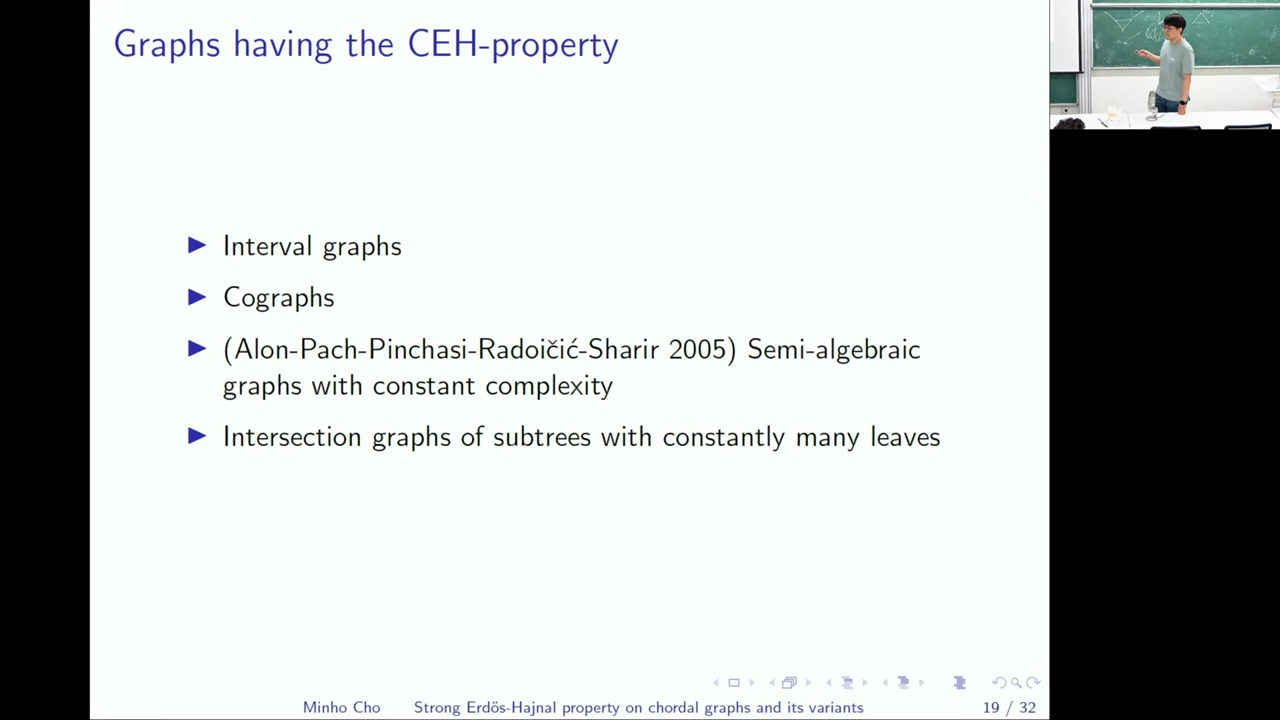 Graphs having the CEH-property
▶ Interval graphs
▶ Cographs
▶ (Alon-Pach-Pinchasi-Radoičić-Sharir 2005) Semi-algebraic
graphs with constant complexity
▶ Intersection graphs of subtrees with constantly many leaves
Minho Cho Strong Erdős-Hajnal property on chordal graphs and its variants 19 / 32